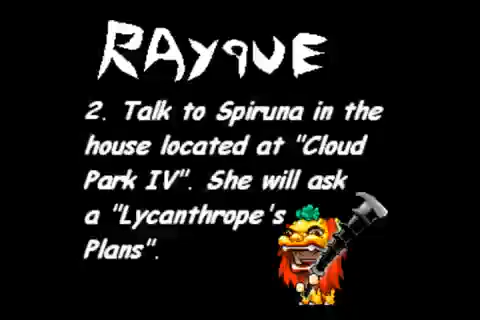 RAyquE
2. Talk to Spiruna in the
house located at "Cloud
Park IV". She will ask
a "Lycanthrope's
Plans".